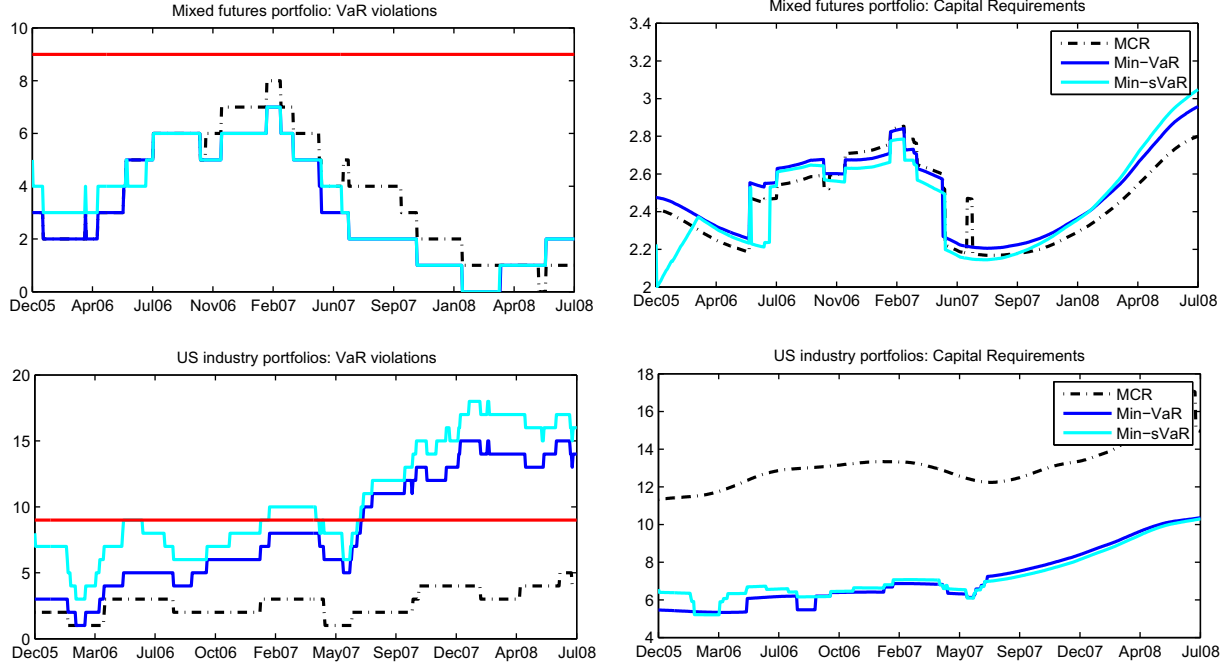 Mixed futures portfolio: VaR violations
10
8
6
4
2
0
Dec05 Apr06 Jul06 Nov06 Feb07 Jun07 Sep07 Jan08 Apr08 Jul08
Mixed futures portfolio: Capital Requirements
3.4
3.2
3
2.8
2.6
2.4
2.2
2
MCR
Min−VaR
Min−sVaR
Dec05 Apr06 Jul06 Nov06 Feb07 Jun07 Sep07 Jan08 Apr08 Jul08
US industry portfolios: VaR violations
20
15
10
5
0
Dec05 Mar06 Jul06 Oct06 Feb07 May07 Sep07 Dec07 Apr08 Jul08
US industry portfolios: Capital Requirements
18
16
14
12
10
8
6
4
MCR
Min−VaR
Min−sVaR
Dec05 Mar06 Jul06 Oct06 Feb07 May07 Sep07 Dec07 Apr08 Jul08